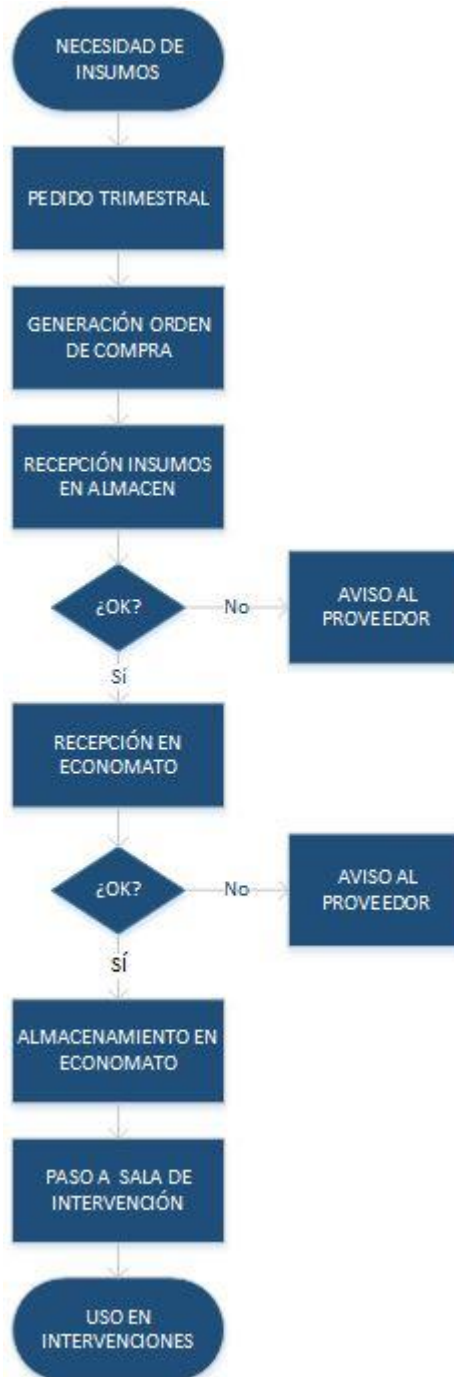 NECESIDAD DE
INSUMOS
PEDIDO TRIMESTRAL
GENERACIÓN ORDEN
DE COMPRA
RECEPCIÓN INSUMOS
EN ALMACEN
¿OK?
No
AVISO AL
PROVEEDOR
Sí
RECEPCIÓN EN
ECONOMATO
¿OK?
No
AVISO AL
PROVEEDOR
SÍ
ALMACENAMIENTO EN
ECONOMATO
PASO A SALA DE
INTERVENCIÓN
USO EN
INTERVENCIONES